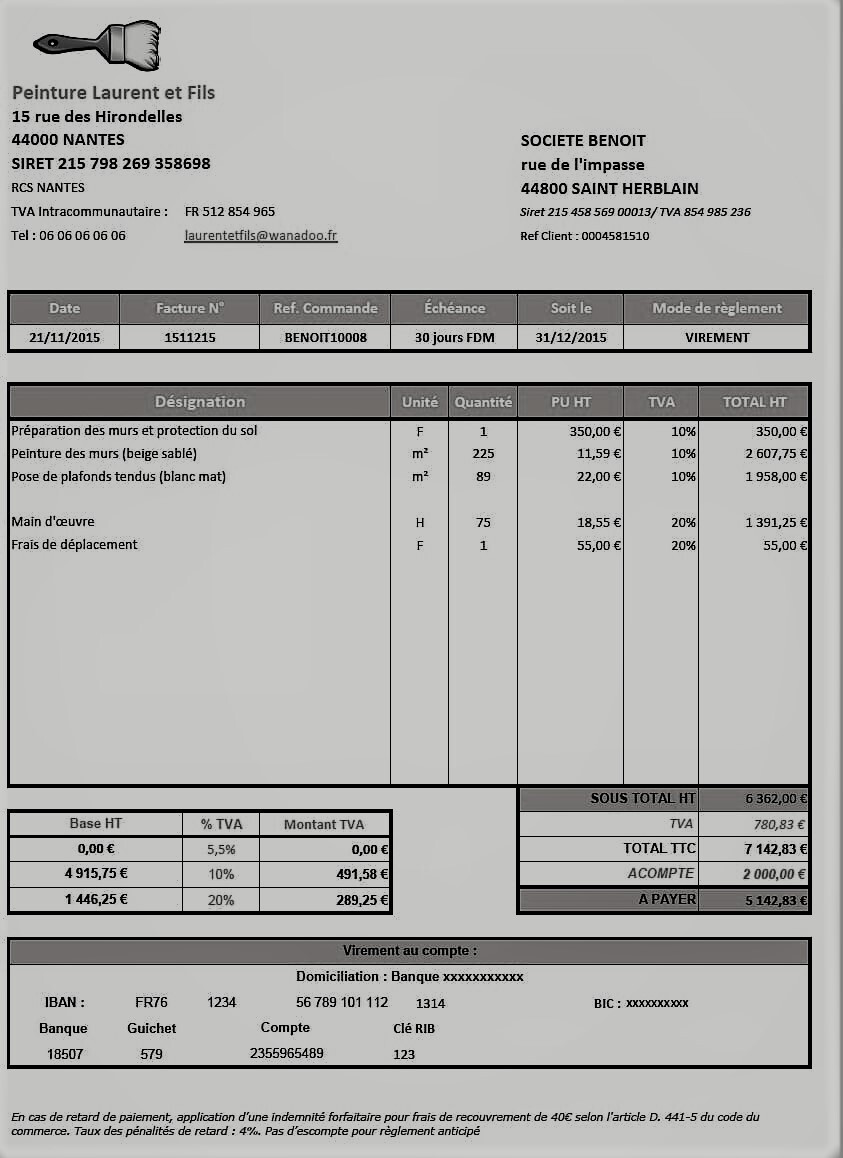 Peinture Laurent et Fils
15 rue des Hirondelles
44000 NANTES
SIRET 215 798 269 358698
RCS NANTES
TVA Intracommunautaire : FR 512 854 965
Tel : 06 06 06 06 06 laurentetfils@wanadoo.fr
SOCIETE BENOIT
rue de l'impasse
44800 SAINT HERBLAIN
Siret 215 458 569 00013/ TVA 854 985 236
Ref Client : 0004581510
Date Facture N° Ref. Commande Échéance Soit le Mode de règlement
21/11/2015 1511215 BENOIT10008 30 jours FDM 31/12/2015 VIREMENT
Désignation Unité Quantité PU HT TVA TOTAL HT
Préparation des murs et protection du sol F 1 350,00 € 10% 350,00 €
Peinture des murs (beige sablé) m² 225 11,59 € 10% 2 607,75 €
Pose de plafonds tendus (blanc mat) m² 89 22,00 € 10% 1 958,00 €
Main d'œuvre H 75 18,55 € 20% 1 391,25 €
Frais de déplacement F 1 55,00 € 20% 55,00 €
SOUS TOTAL HT 6 362,00 €
TVA 780,83 €
TOTAL TTC 7 142,83 €
ACOMPTE 2 000,00 €
A PAYER 5 142,83 €
Base HT % TVA Montant TVA
0,00 € 5,5% 0,00 €
4 915,75 € 10% 491,58 €
1 446,25 € 20% 289,25 €
Virement au compte :
Domiciliation : Banque xxxxxxxxxxx
IBAN : FR76 1234 56 789 101 112 1314 BIC : xxxxxxxxxx
Banque Guichet Compte Clé RIB
18507 579 2355965489 123
En cas de retard de paiement, application d'une indemnité forfaitaire pour frais de recouvrement de 40€ selon l'article D. 441-5 du code du
commerce. Taux des pénalités de retard : 4%. Pas d'escompte pour règlement anticipé